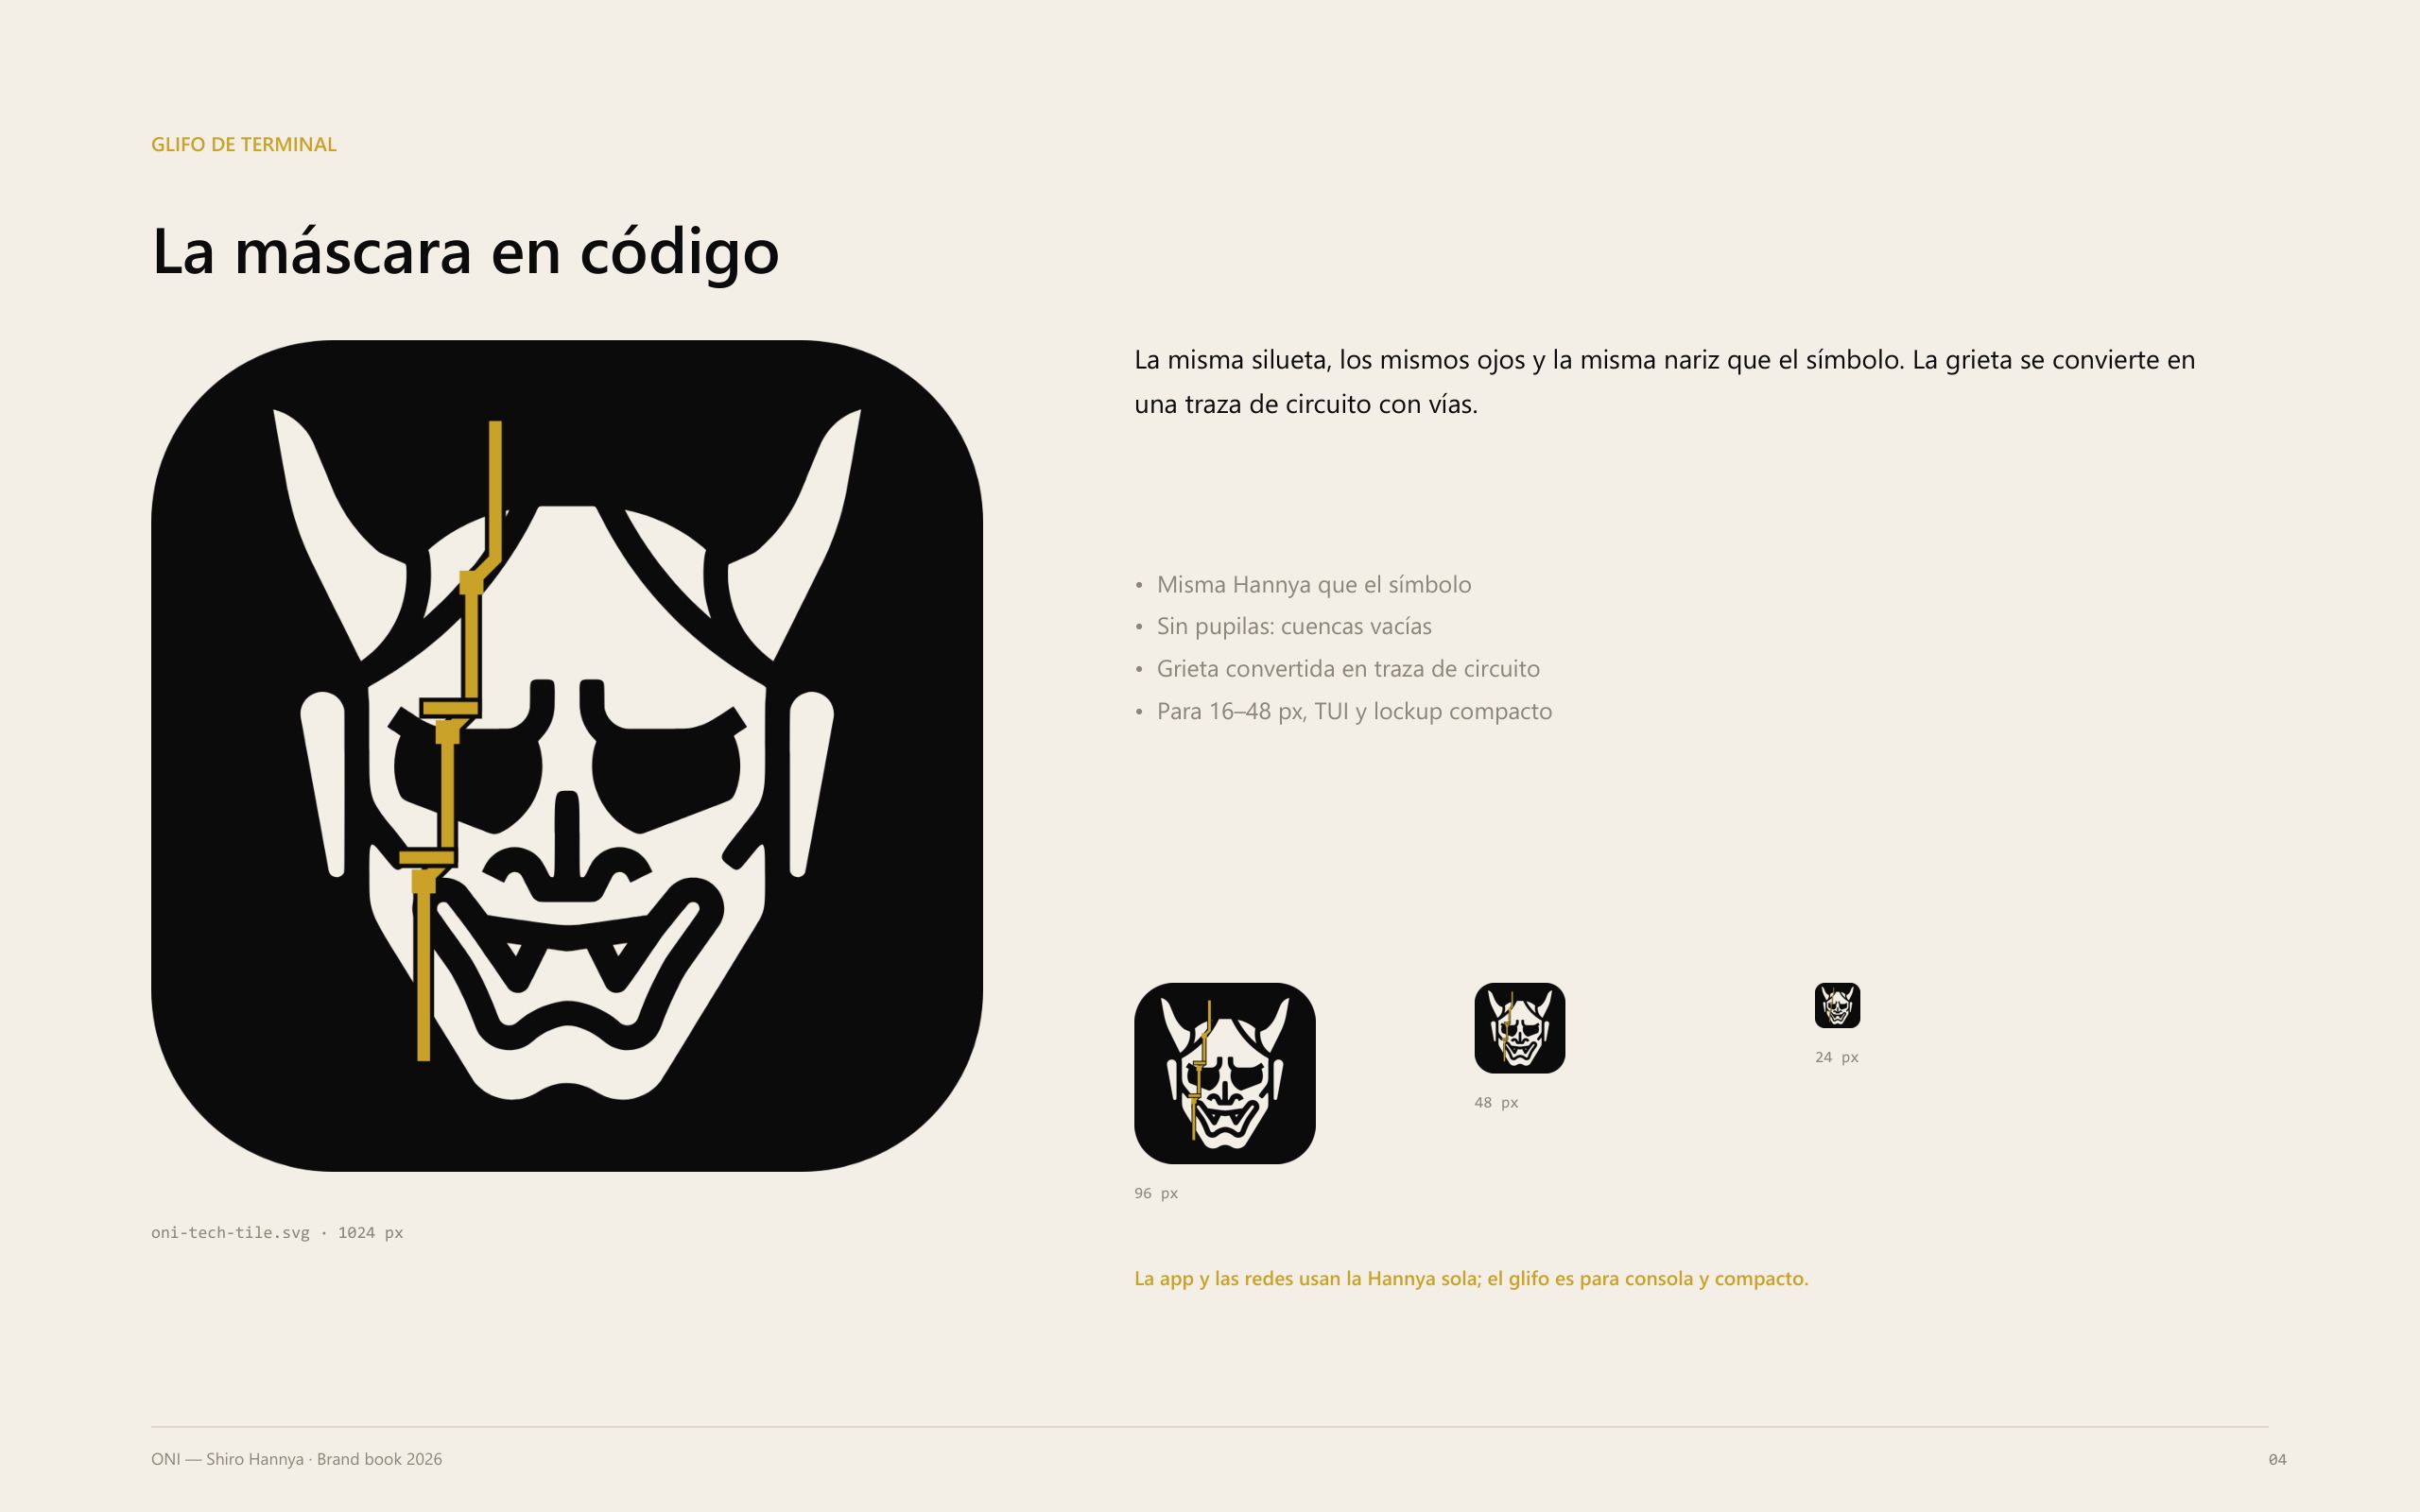 GLIFO DE TERMINAL
La máscara en código
La misma silueta, los mismos ojos y la misma nariz que el símbolo. La grieta se convierte en
una traza de circuito con vías.
• Misma Hannya que el símbolo
• Sin pupilas: cuencas vacías
• Grieta convertida en traza de circuito
• Para 16–48 px, TUI y lockup compacto
96 px
48 px
24 px
oni-tech-tile.svg · 1024 px
La app y las redes usan la Hannya sola; el glifo es para consola y compacto.
ONI — Shiro Hannya · Brand book 2026
04